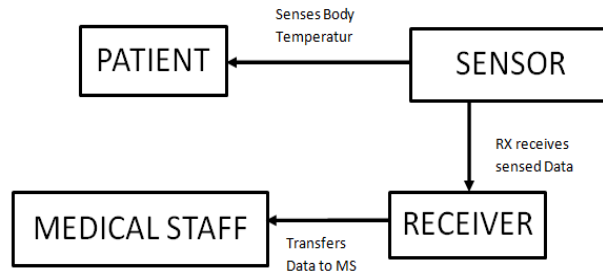 Senses Body
Temperatur
PATIENT
SENSOR
RX receives
sensed Data
MEDICAL STAFF
RECEIVER
Transfers
Data to MS